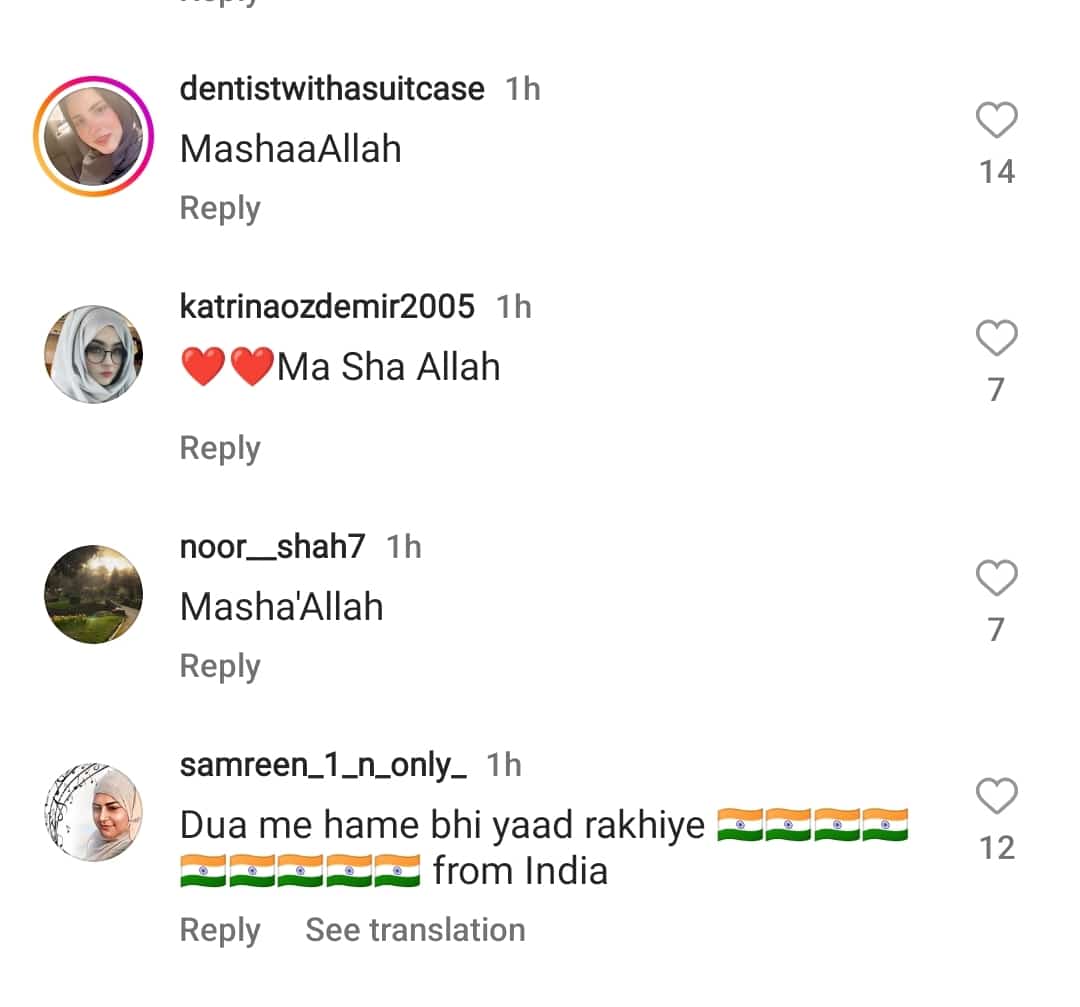 dentistwithasuitcase 1h
MashaaAllah
14
Reply
katrinaozdemir2005 1h
❤️❤️Ma Sha Allah
7
Reply
noor__shah7 1h
Masha'Allah
7
Reply
samreen_1_n_only_ 1h
Dua me hame bhi yaad rakhiye 🇮🇳🇮🇳🇮🇳🇮🇳
🇮🇳🇮🇳🇮🇳🇮🇳🇮🇳 from India
12
Reply See translation